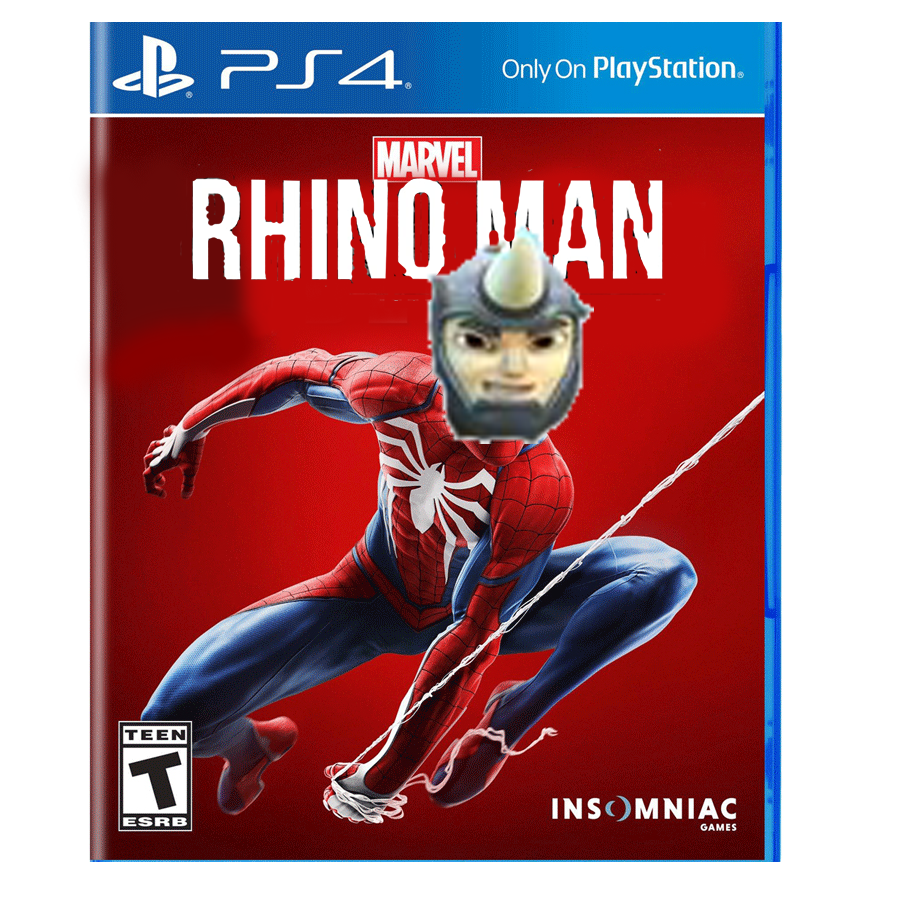 PS4
Only On PlayStation®
MARVEL
RHINO MAN
TEEN
T
ESRB
INSOMNIAC
GAMES